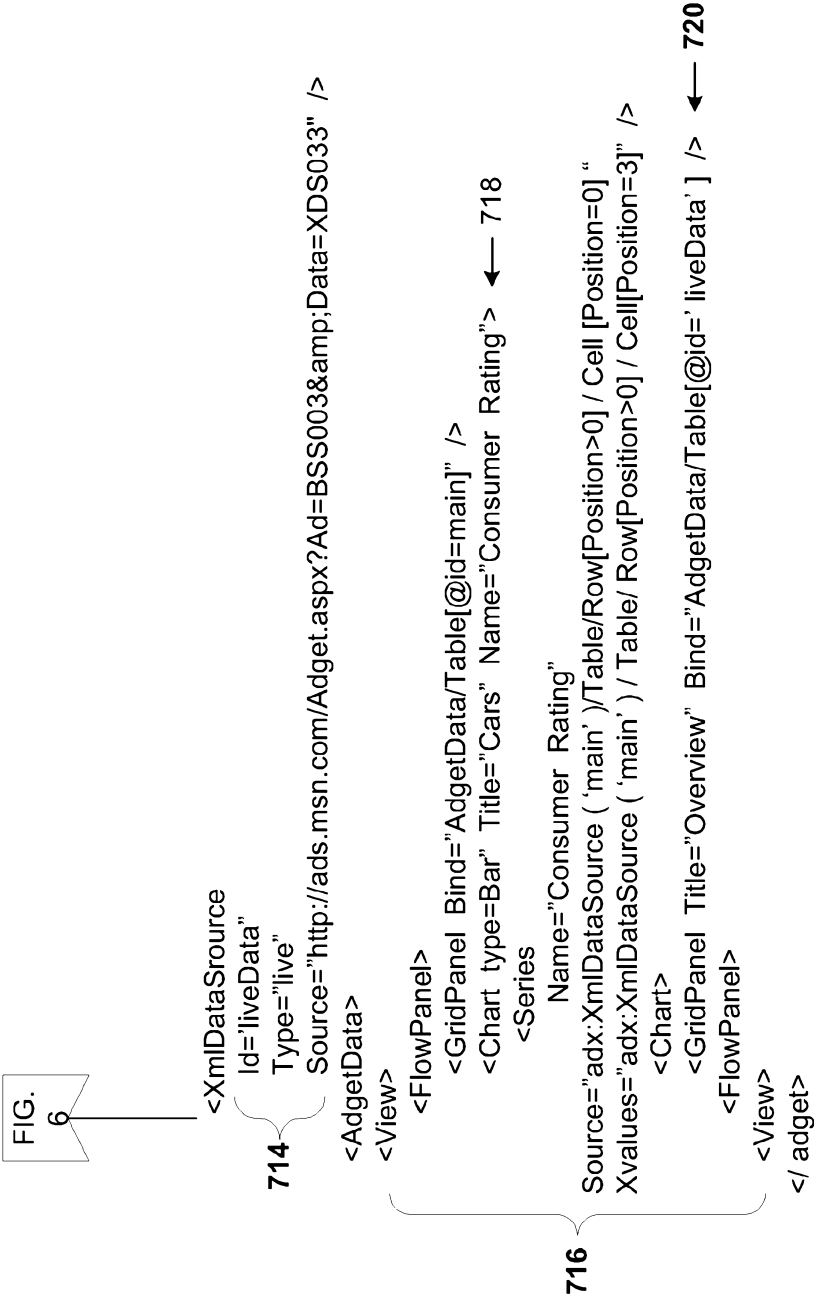 FIG.
6
<XmlDataSrource
Id='liveData"
Type="live"
Source="http://ads.msn.com/Adget.aspx?Ad=BSS003&amp;Data=XDS033" />
714
<AdgetData>
<View>
<FlowPanel>
<GridPanel Bind="AdgetData/Table[@id=main]" />
<Chart type=Bar" Title="Cars" Name="Consumer Rating"> 718
<Series
Name="Consumer Rating"
Source="adx:XmlDataSource ( 'main' )/Table/Row[Position>0] / Cell [Position=0] “
Xvalues="adx:XmlDataSource ( 'main' ) / Table/ Row[Position>0] / Cell[Position=3]" />
<Chart>
<GridPanel Title="Overview" Bind="AdgetData/Table[@id=' liveData' ] /> 720
<FlowPanel>
<View>
</ adget>
716